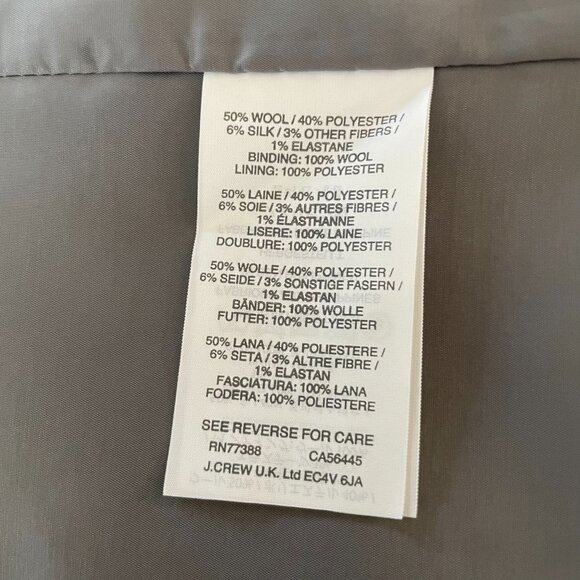 50% WOOL / 40% POLYESTER /
6% SILK / 3% OTHER FIBERS /
1% ELASTANE
BINDING: 100% WOOL
LINING: 100% POLYESTER
50% LAINE / 40% POLYESTER /
6% SOIE / 3% AUTRES FIBRES /
1% ÉLASTHANNE
LISERE: 100% LAINE
DOUBLURE: 100% POLYESTER
50% WOLLE / 40% POLYESTER /
6% SEIDE / 3% SONSTIGE FASERN /
1% ELASTAN
BÄNDER: 100% WOLLE
FUTTER: 100% POLYESTER
50% LANA / 40% POLIESTERE /
6% SETA / 3% ALTRE FIBRE /
1% ELASTAN
FASCIATURA: 100% LANA
FODERA: 100% POLIESTERE
SEE REVERSE FOR CARE
RN77388 CA56445
J.CREW U.K. Ltd EC4V 6JA